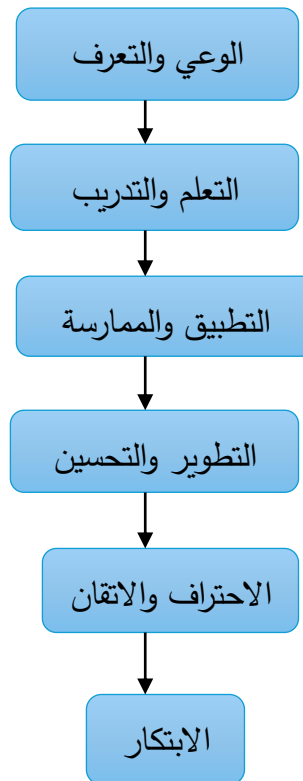 الوعي والتعرف
التعلم والتدريب
التطبيق والممارسة
التطوير والتحسين
الاحتراف والاتقان
الابتكار